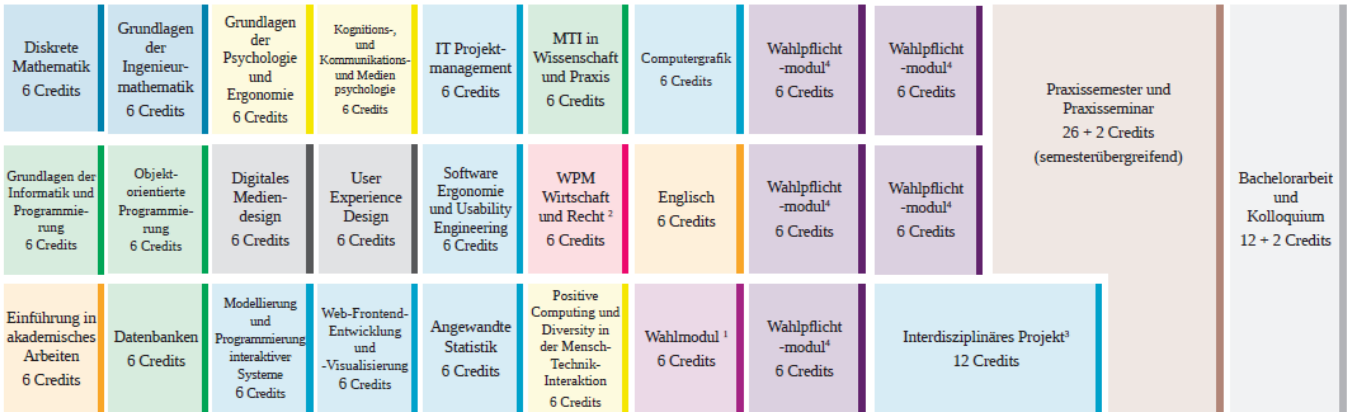 Diskrete
Mathematik
6 Credits
Grundlagen
der
Ingenieur-
mathematik
6 Credits
Grundlagen
der
Psychologie
und
Ergonomie
6 Credits
Kognitions-,
und
Kommunikations-
und Medien
psychologie
6 Credits
IT Projekt-
management
6 Credits
MTI in
Wissenschaft
und Praxis
6 Credits
Computergrafik
6 Credits
Wahlpflicht
-modul⁴
6 Credits
Wahlpflicht
-modul⁴
6 Credits
Praxissemester und
Praxisseminar
26 + 2 Credits
(semesterübergreifend)
Bachelorarbeit
und
Kolloquium
12 + 2 Credits
Grundlagen der
Informatik und
Programmie-
rung
6 Credits
Objekt-
orientierte
Programmie-
rung
6 Credits
Digitales
Medien-
design
6 Credits
User
Experience
Design
6 Credits
Software
Ergonomie
und Usability
Engineering
6 Credits
WPM
Wirtschaft
und Recht ²
6 Credits
Englisch
6 Credits
Wahlpflicht
-modul⁴
6 Credits
Wahlpflicht
-modul⁴
6 Credits
Einführung in
akademisches
Arbeiten
6 Credits
Datenbanken
6 Credits
Modellierung
und
Programmierung
interaktiver
Systeme
6 Credits
Web-Frontend-
Entwicklung
und
-Visualisierung
6 Credits
Angewandte
Statistik
6 Credits
Positive
Computing und
Diversity in
der Mensch-
Technik-
Interaktion
6 Credits
Wahlmodul ¹
6 Credits
Wahlpflicht
-modul⁴
6 Credits
Interdisziplinäres Projekt³
12 Credits